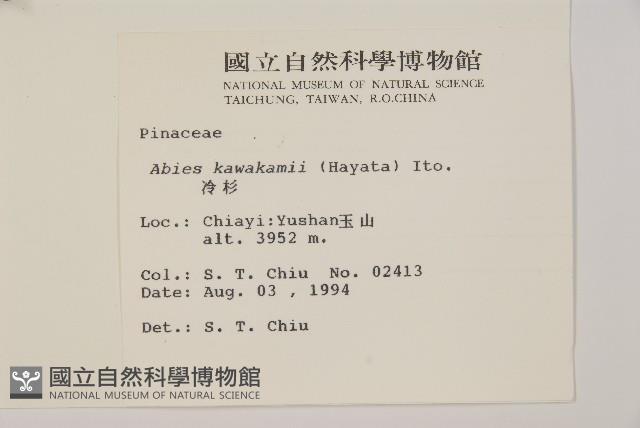 國立自然科學博物館
NATIONAL MUSEUM OF NATURAL SCIENCE
TAICHUNG, TAIWAN, R.O.CHINA
Pinaceae
Abies kawakamii (Hayata) Ito.
冷杉
Loc.: Chiayi:Yushan玉山
alt. 3952 m.
Col.: S. T. Chiu No. 02413
Date: Aug. 03 , 1994
Det.: S. T. Chiu
國立自然科學博物館
NATIONAL MUSEUM OF NATURAL SCIENCE